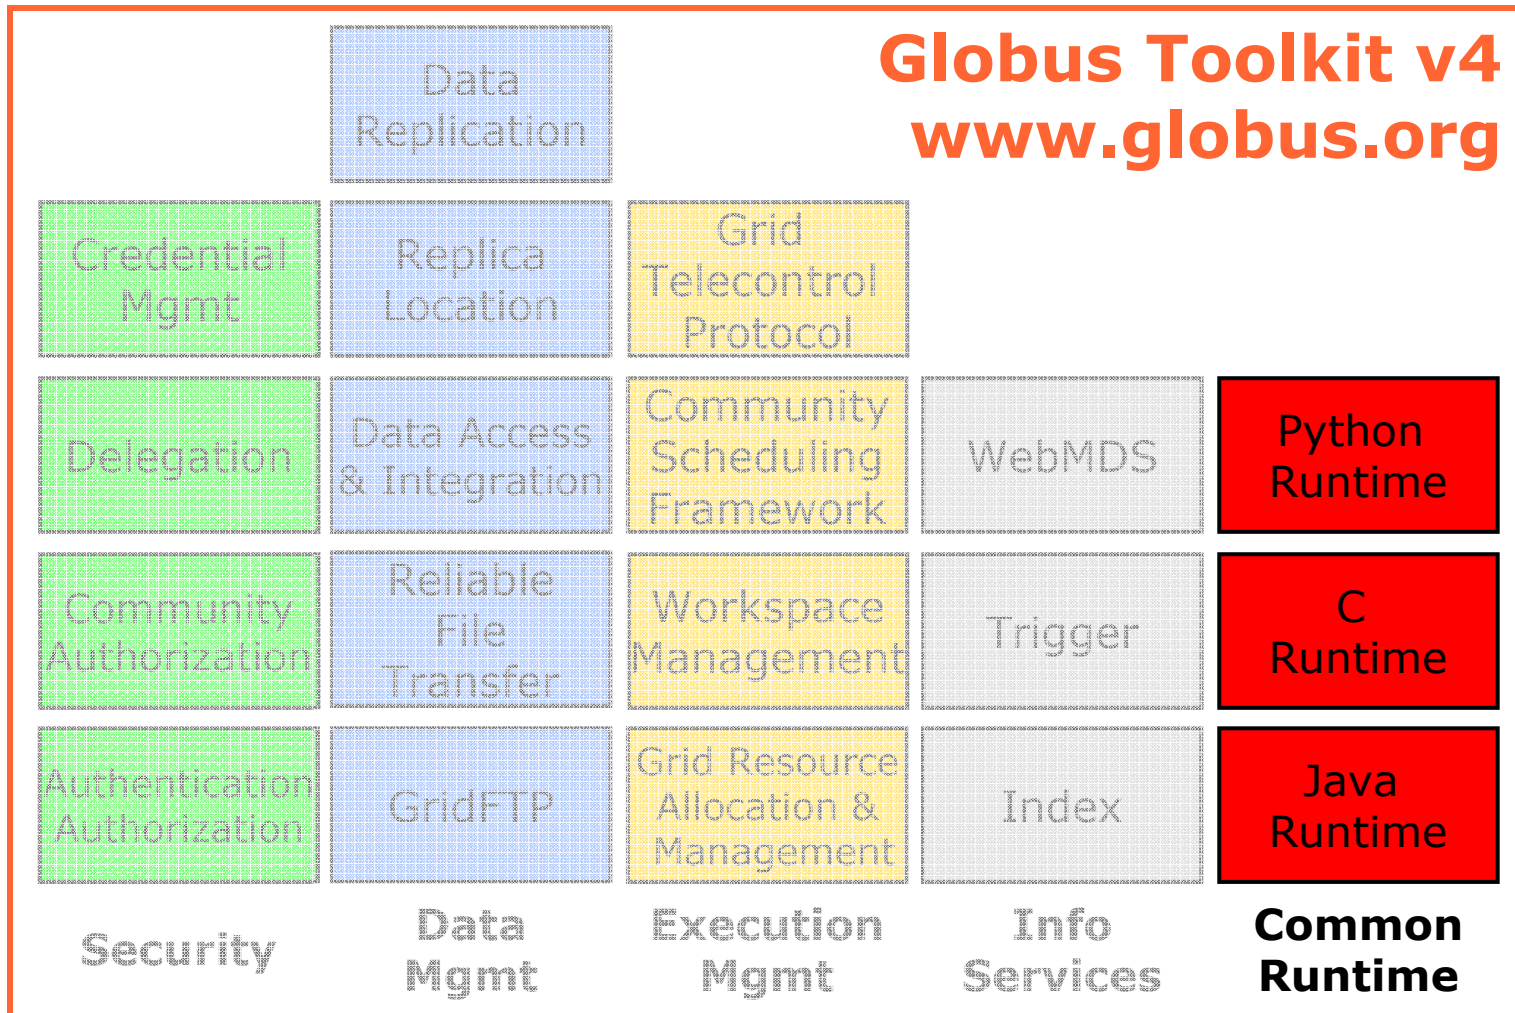 Globus Toolkit v4
www.globus.org
Data
Replication
Credential
Mgmt
Replica
Location
Grid
Telecontrol
Protocol
Delegation
Data Access
& Integration
Community
Scheduling
Framework
WebMDS
Python
Runtime
Community
Authorization
Reliable
File
Transfer
Workspace
Management
Trigger
C
Runtime
Authentication
Authorization
GridFTP
Grid Resource
Allocation &
Management
Index
Java
Runtime
Security
Data
Mgmt
Execution
Mgmt
Info
Services
Common
Runtime